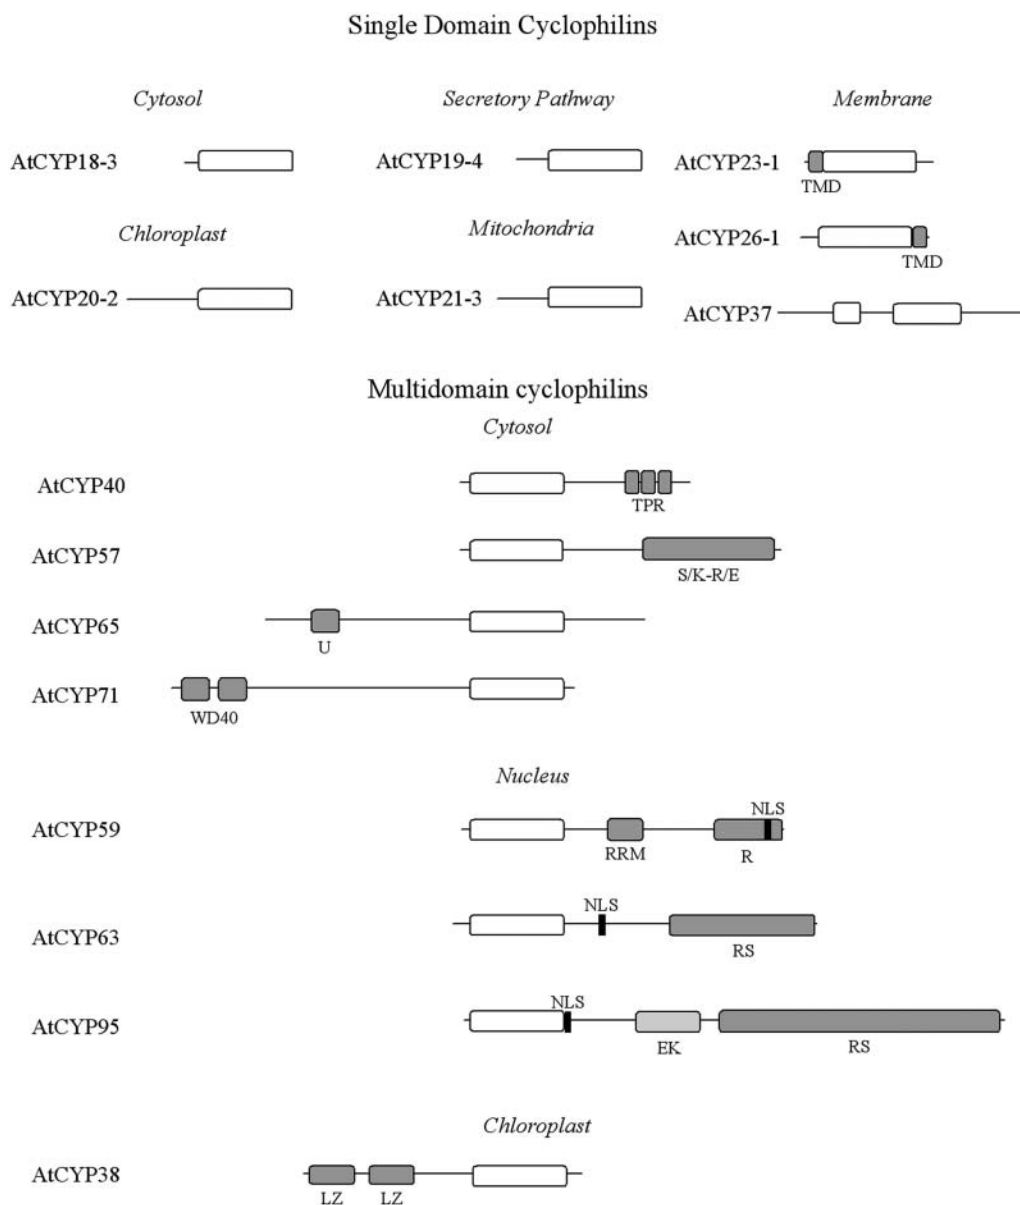 Single Domain Cyclophilins
Cytosol Secretory Pathway Membrane
AtCYP18-3 AtCYP19-4 AtCYP23-1
TMD
Chloroplast Mitochondria AtCYP26-1
TMD
AtCYP20-2 AtCYP21-3 AtCYP37
Multidomain cyclophilins
Cytosol
AtCYP40
TPR
AtCYP57
S/K-R/E
AtCYP65
U
AtCYP71
WD40
Nucleus
NLS
AtCYP59
RRM R
NLS
AtCYP63
RS
NLS
AtCYP95
EK RS
Chloroplast
AtCYP38
LZ LZ